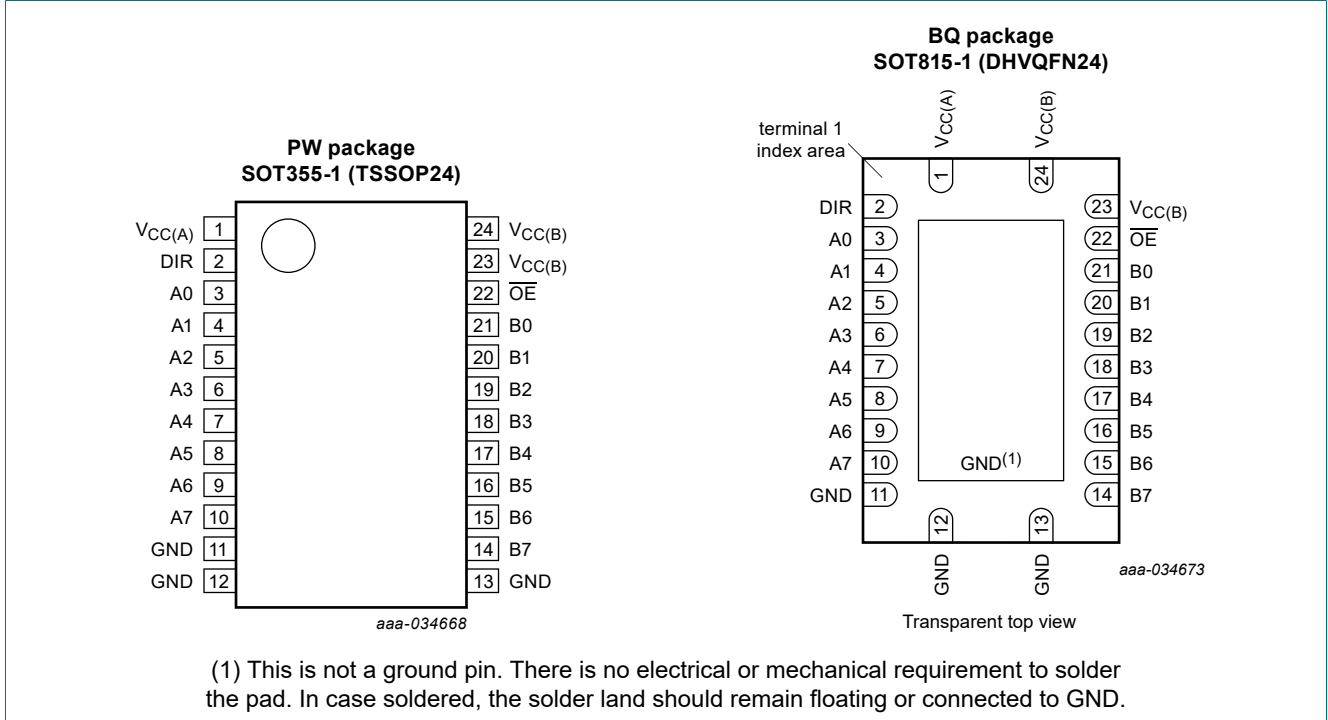 PW package
SOT355-1 (TSSOP24)
VCC(A) 1
DIR 2
A0 3
A1 4
A2 5
A3 6
A4 7
A5 8
A6 9
A7 10
GND 11
GND 12
24 VCC(B)
23 VCC(B)
22 OE
21 B0
20 B1
19 B2
18 B3
17 B4
16 B5
15 B6
14 B7
13 GND
aaa-034668
BQ package
SOT815-1 (DHVQFN24)
terminal 1
index area
VCC(A)
VCC(B)
1
24
DIR 2
A0 3
A1 4
A2 5
A3 6
A4 7
A5 8
A6 9
A7 10
GND 11
23 VCC(B)
22 OE
21 B0
20 B1
19 B2
18 B3
17 B4
16 B5
15 B6
14 B7
GND(1)
12
13
GND
GND
aaa-034673
Transparent top view
(1) This is not a ground pin. There is no electrical or mechanical requirement to solder
the pad. In case soldered, the solder land should remain floating or connected to GND.